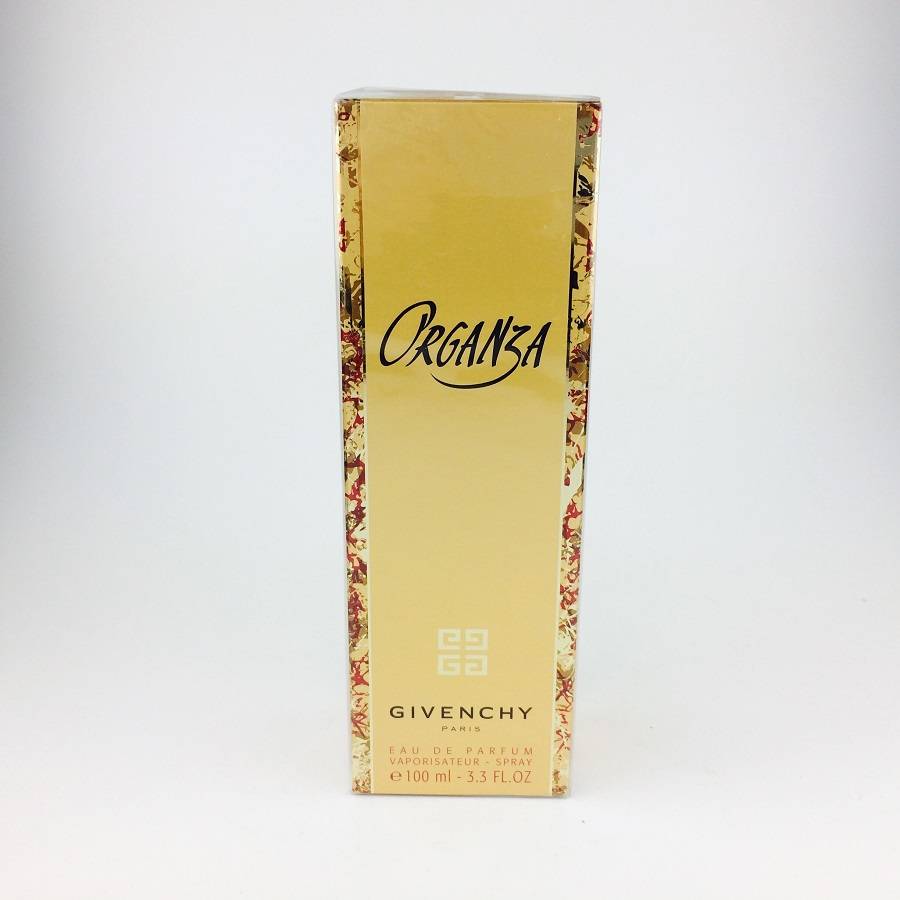 ORGANZA
GIVENCHY
PARIS
EAU DE PARFUM
VAPORISATEUR - SPRAY
℮ 100 ml - 3.3 FL.OZ